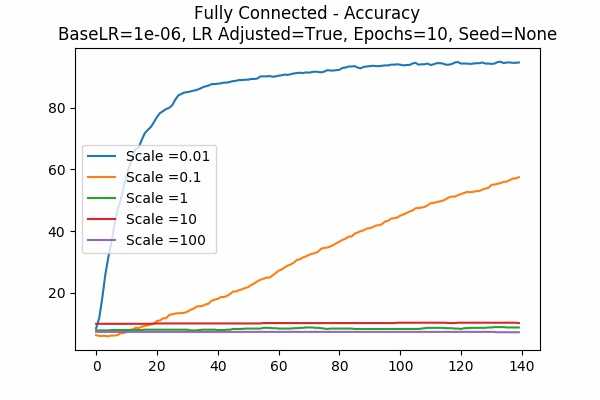 Fully Connected - Accuracy
BaseLR=1e-06, LR Adjusted=True, Epochs=10, Seed=None
80
60
40
20
Scale =0.01
Scale =0.1
Scale =1
Scale =10
Scale =100
0 20 40 60 80 100 120 140